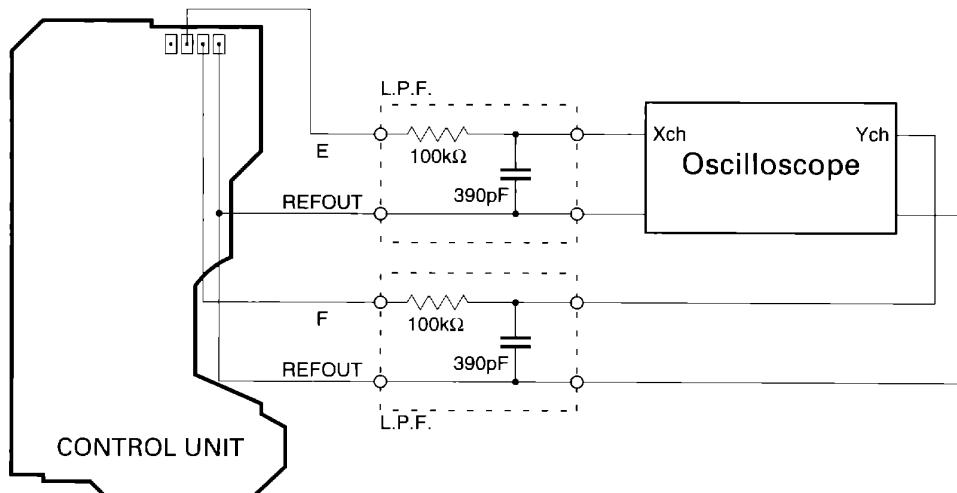 L.P.F.
E
100kΩ
390pF
REFOUT
Xch
Ych
Oscilloscope
F
100kΩ
390pF
REFOUT
L.P.F.
CONTROL UNIT